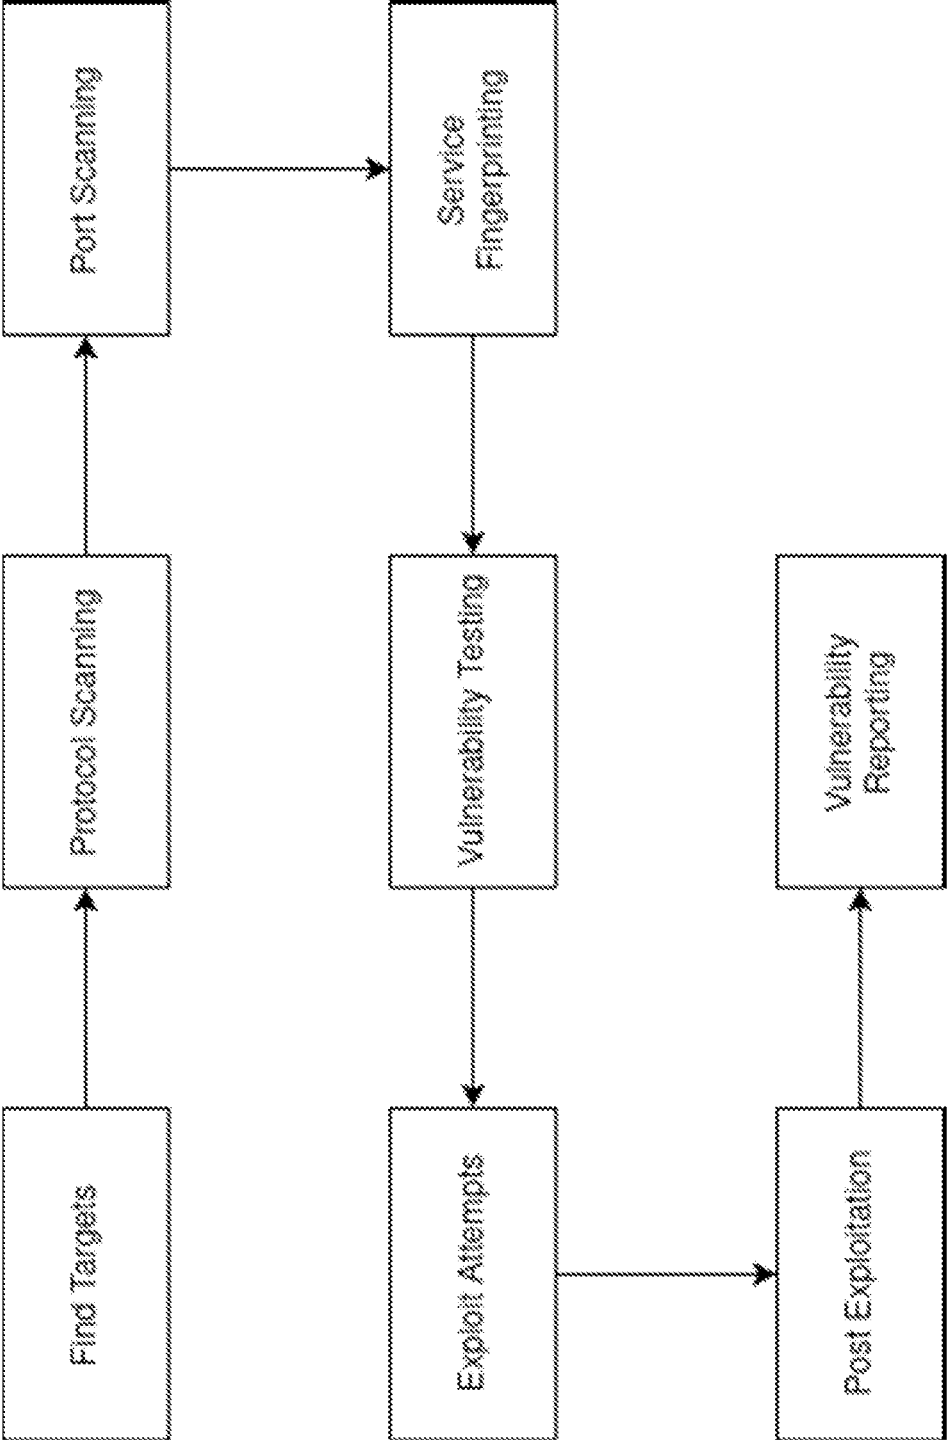 Find Targets
Protocol Scanning
Port Scanning
Service
Fingerprinting
Vulnerability Testing
Exploit Attempts
Post Exploitation
Vulnerability
Reporting